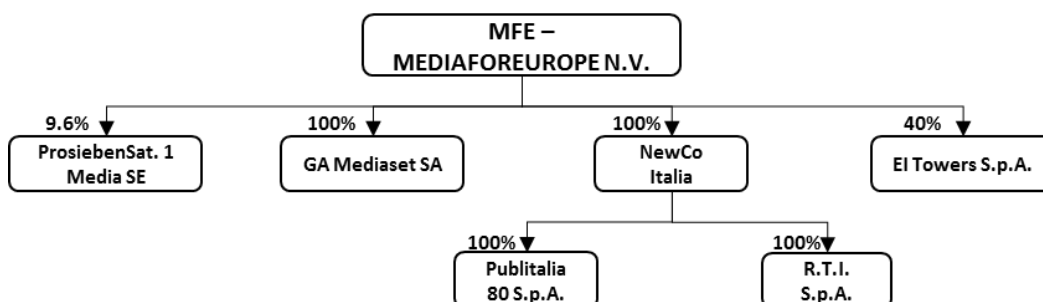 MFE –
MEDIAFOREUROPE N.V.
9.6%
100%
100%
40%
ProsiebenSat. 1
Media SE
GA Mediaset SA
NewCo
Italia
EI Towers S.p.A.
100%
100%
Publitalia
80 S.p.A.
R.T.I.
S.p.A.